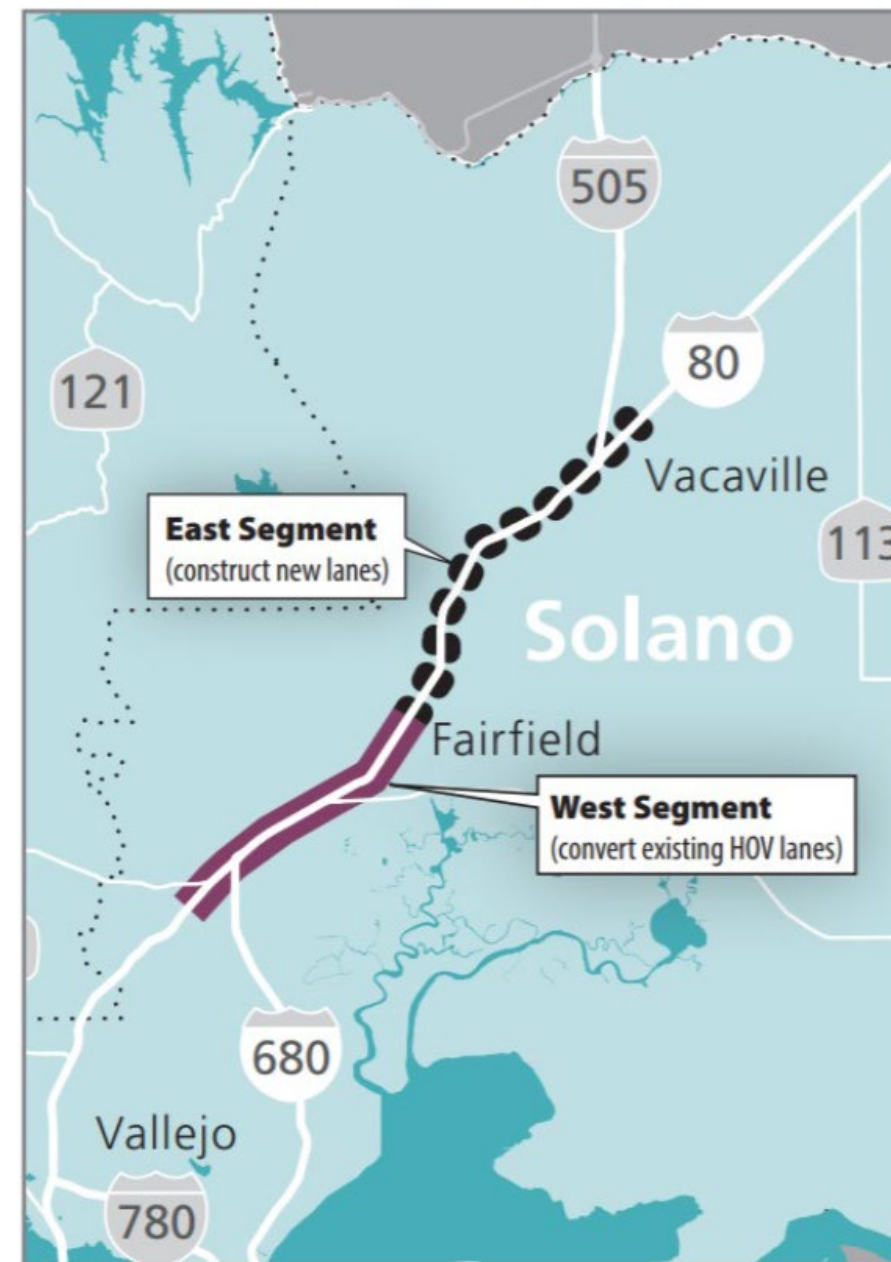 505
80
121
Vacaville
East Segment
(construct new lanes)
113
Solano
Fairfield
West Segment
(convert existing HOV lanes)
680
Vallejo
780